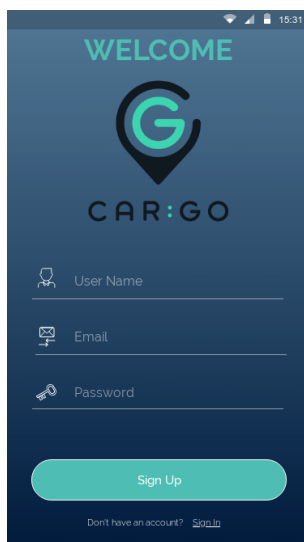 15:31
WELCOME
G
CAR:GO
User Name
Email
Password
Sign Up
Don't have an account? Sign In